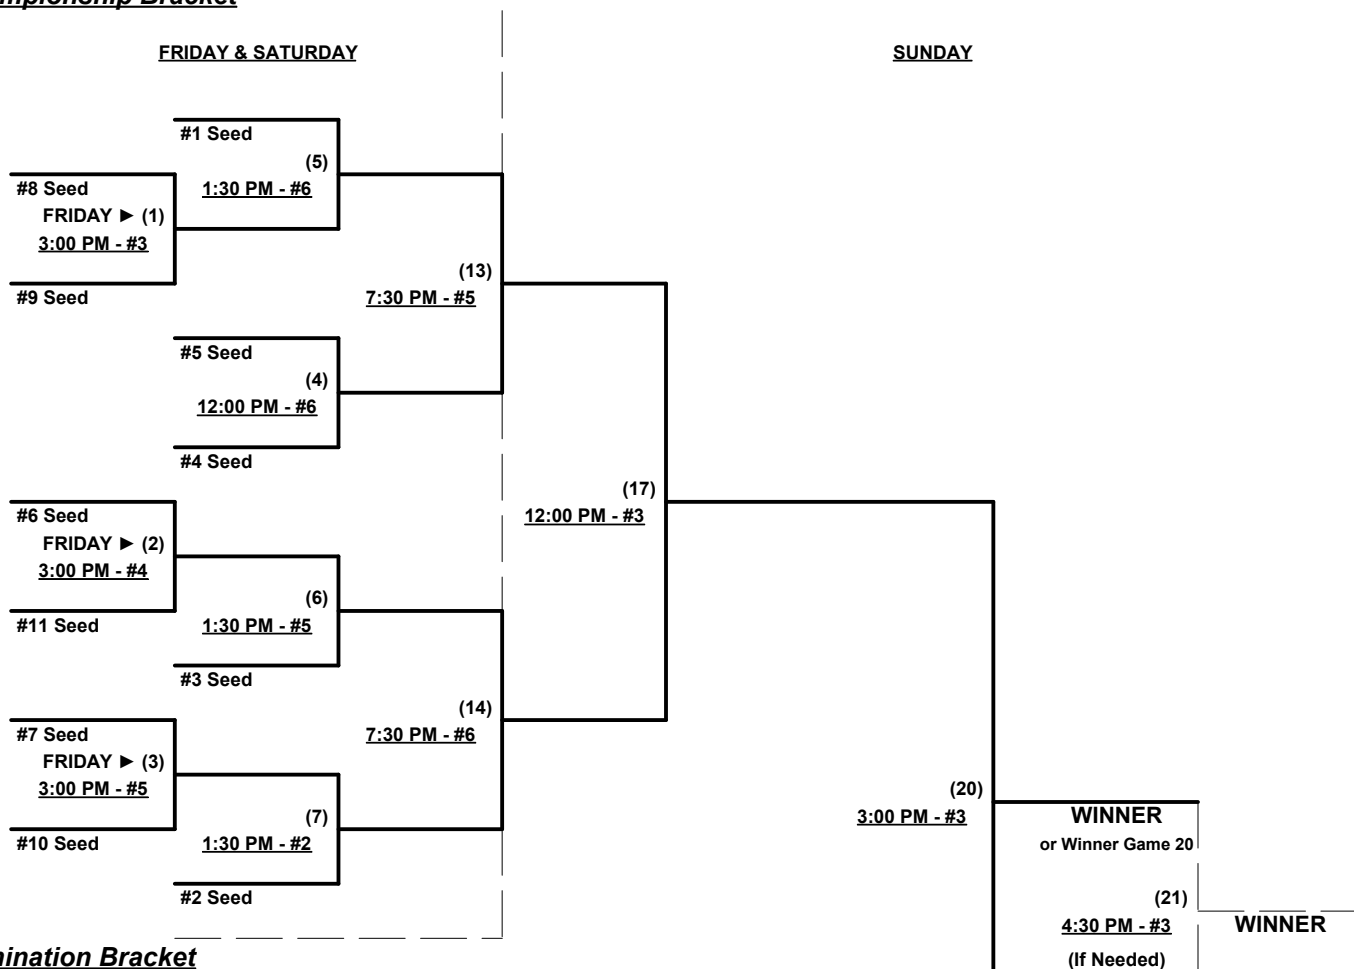 FRIDAY & SATURDAY
SUNDAY
#1 Seed
(5)
1:30 PM - #6
#8 Seed
FRIDAY ► (1)
3:00 PM - #3
#9 Seed
(13)
7:30 PM - #5
#5 Seed
(4)
12:00 PM - #6
#4 Seed
(17)
12:00 PM - #3
#6 Seed
FRIDAY ► (2)
3:00 PM - #4
#11 Seed
(6)
1:30 PM - #5
#3 Seed
(14)
7:30 PM - #6
#7 Seed
FRIDAY ► (3)
3:00 PM - #5
#10 Seed
(7)
1:30 PM - #2
#2 Seed
(20)
3:00 PM - #3
WINNER
or Winner Game 20
(21)
4:30 PM - #3
(If Needed)
WINNER
mination Bracket